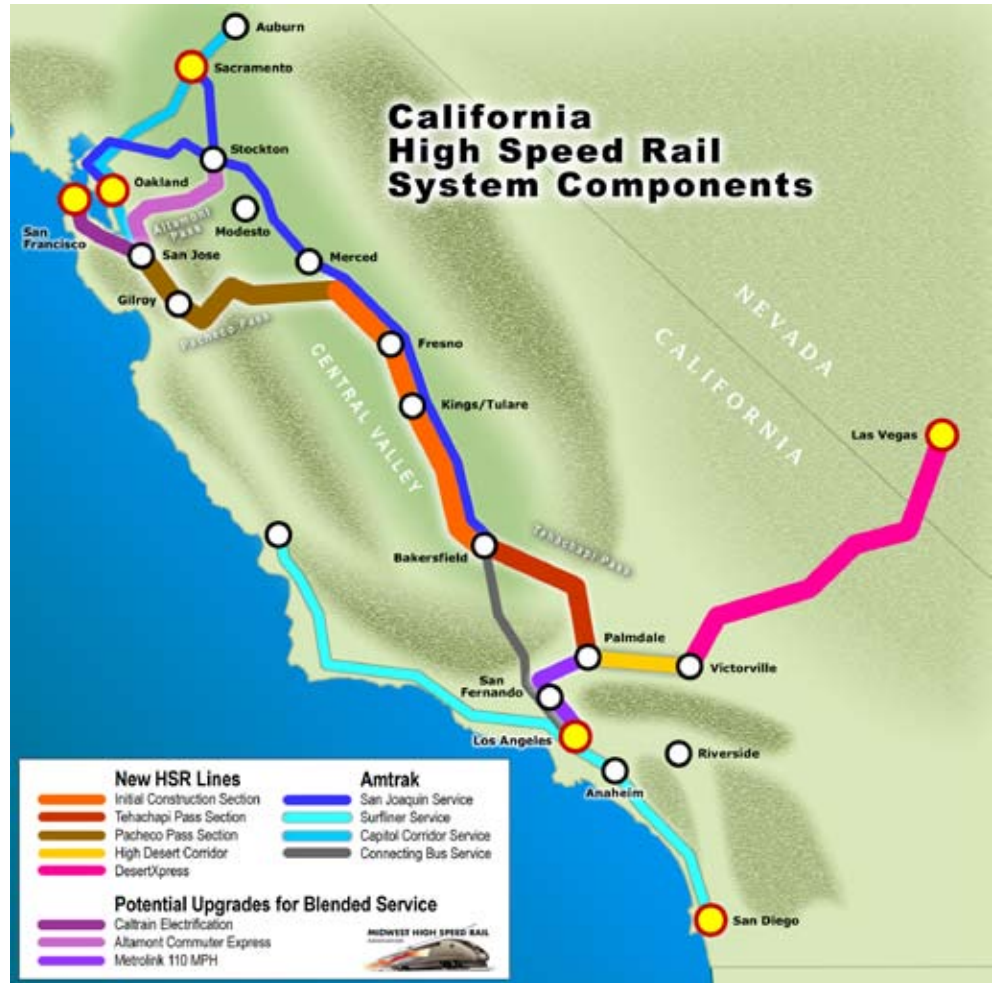 Auburn
Sacramento
California
High Speed Rail
System Components
Stockton
Oakland
Altamont
Pass
Modesto
San
Francisco
San Jose
Merced
Gilroy
Pacheco Pass
NEVADA
CALIFORNIA
CENTRAL VALLEY
Fresno
Kings/Tulare
Las Vegas
Tehachapi Pass
Bakersfield
Palmdale
Victorville
San
Fernando
Los Angeles
Riverside
Anaheim
San Diego
New HSR Lines
Initial Construction Section
Tehachapi Pass Section
Pacheco Pass Section
High Desert Corridor
DesertXpress
Amtrak
San Joaquin Service
Surfliner Service
Capitol Corridor Service
Connecting Bus Service
Potential Upgrades for Blended Service
Caltrain Electrification
Altamont Commuter Express
Metrolink 110 MPH
MIDWEST HIGH SPEED RAIL
ASSOCIATION